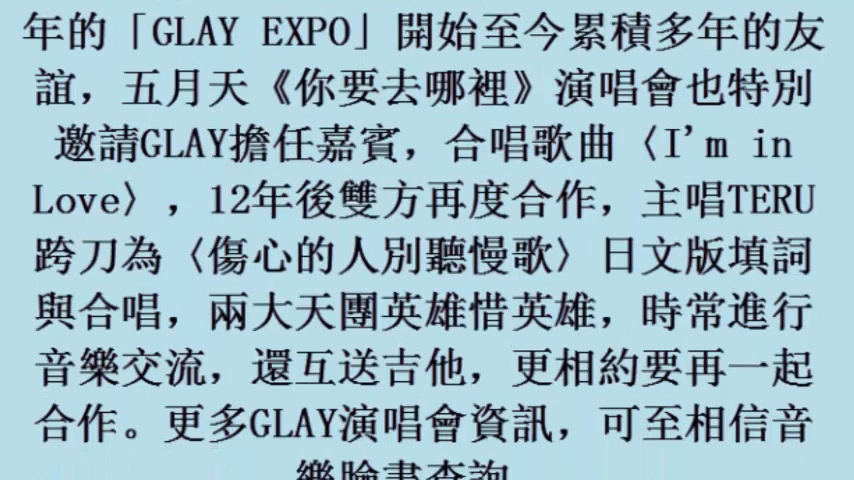 年的「GLAY EXPO」開始至今累積多年的友
誼，五月天《你要去哪裡》演唱會也特別
邀請GLAY擔任嘉賓，合唱歌曲〈I'm in
Love〉，12年後雙方再度合作，主唱TERU
跨刀為〈傷心的人別聽慢歌〉日文版填詞
與合唱，兩大天團英雄惜英雄，時常進行
音樂交流，還互送吉他，更相約要再一起
合作。更多GLAY演唱會資訊，可至相信音
樂臉書查詢